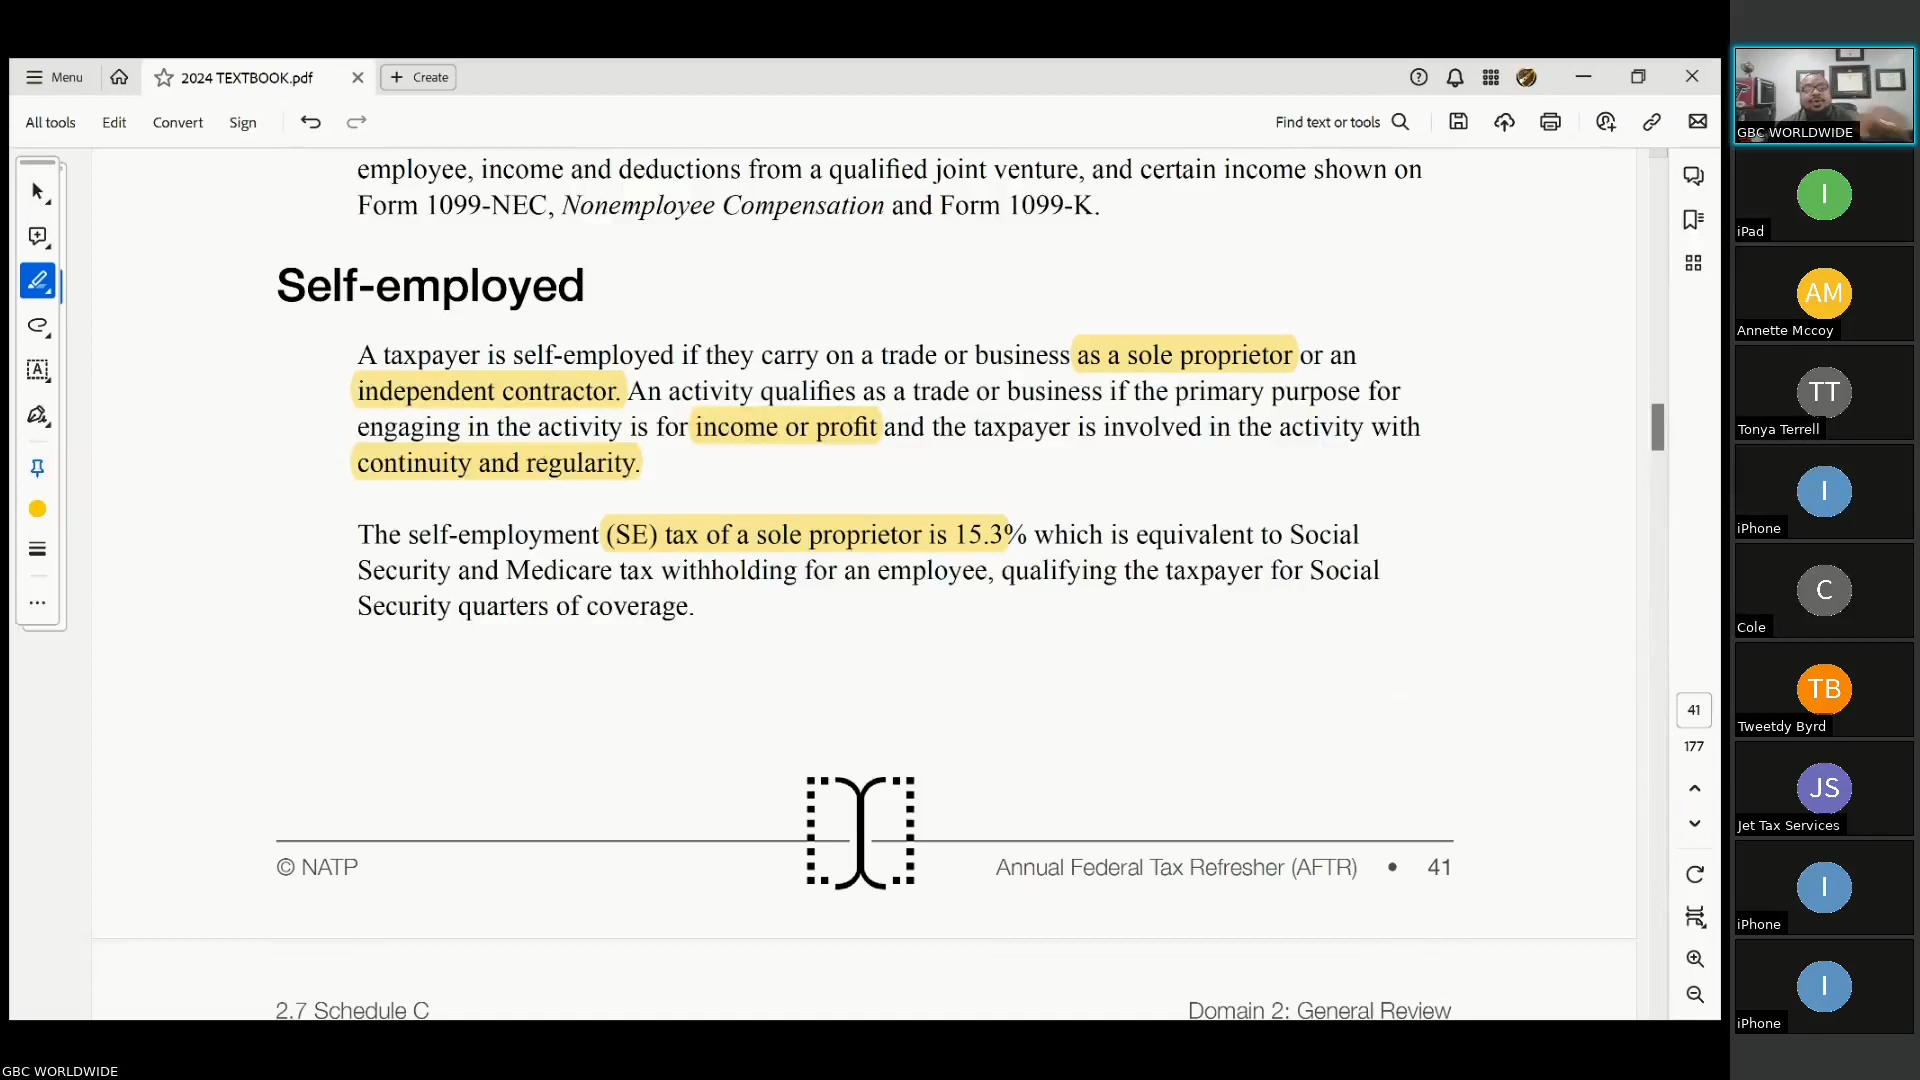 Menu
2024 TEXTBOOK.pdf
Create
All tools
Edit
Convert
Sign
Find text or tools
employee, income and deductions from a qualified joint venture, and certain income shown on
Form 1099-NEC, Nonemployee Compensation and Form 1099-K.
Self-employed
A taxpayer is self-employed if they carry on a trade or business as a sole proprietor or an
independent contractor. An activity qualifies as a trade or business if the primary purpose for
engaging in the activity is for income or profit and the taxpayer is involved in the activity with
continuity and regularity.
The self-employment (SE) tax of a sole proprietor is 15.3% which is equivalent to Social
Security and Medicare tax withholding for an employee, qualifying the taxpayer for Social
Security quarters of coverage.
© NATP
Annual Federal Tax Refresher (AFTR) • 41
2.7 Schedule C
Domain 2: General Review
41
177
GBC WORLDWIDE
I
iPad
AM
Annette Mccoy
TT
Tonya Terrell
I
iPhone
C
Cole
TB
Tweetdy Byrd
JS
Jet Tax Services
I
iPhone
I
iPhone
GBC WORLDWIDE